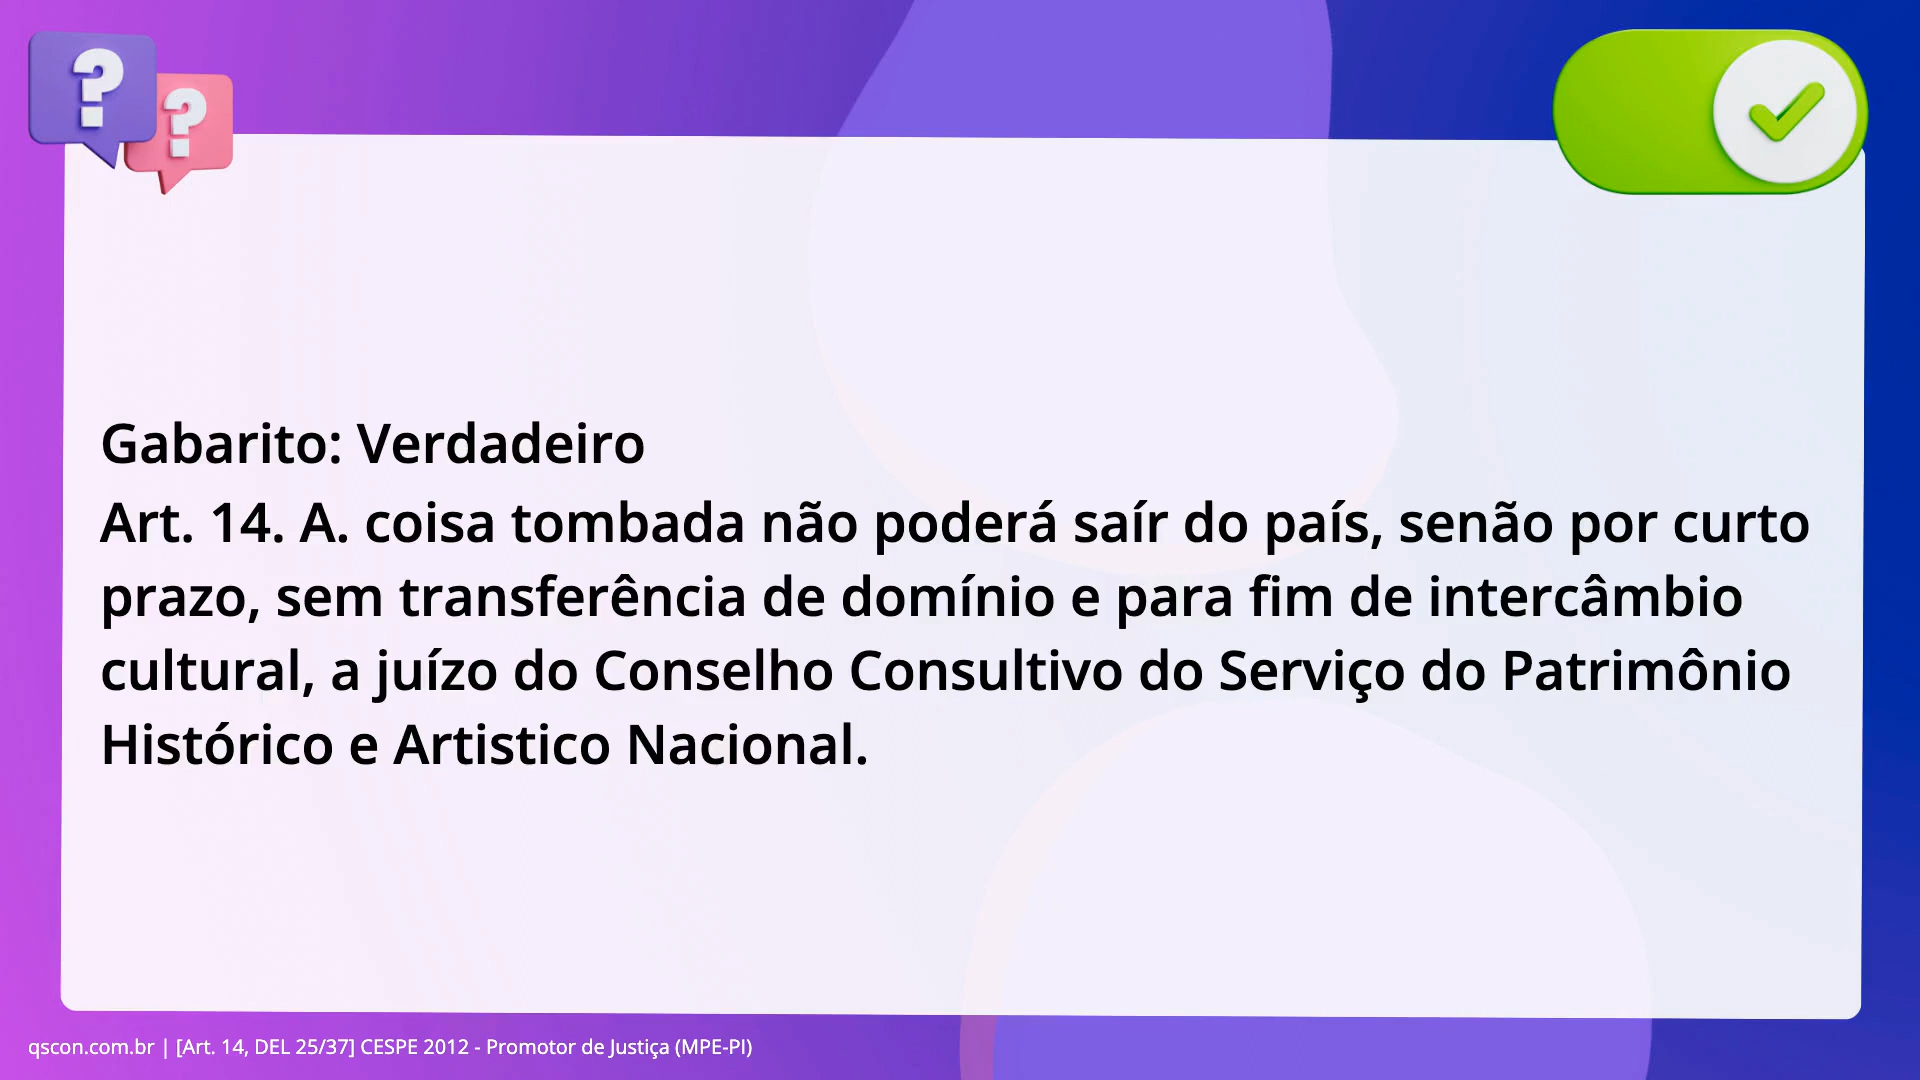 ?
?
Gabarito: Verdadeiro
Art. 14. A. coisa tombada não poderá saír do país, senão por curto
prazo, sem transferência de domínio e para fim de intercâmbio
cultural, a juízo do Conselho Consultivo do Serviço do Patrimônio
Histórico e Artistico Nacional.
qscon.com.br | [Art. 14, DEL 25/37] CESPE 2012 - Promotor de Justiça (MPE-PI)